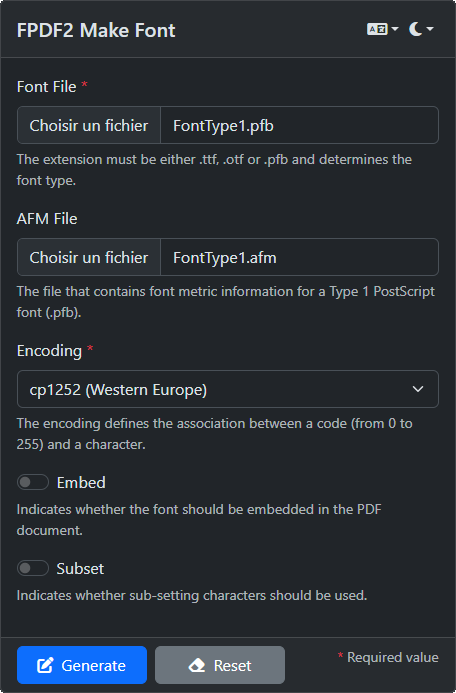 FPDF2 Make Font
Font File *
Choisir un fichier FontType1.pfb
The extension must be either .ttf, .otf or .pfb and determines the
font type.
AFM File
Choisir un fichier FontType1.afm
The file that contains font metric information for a Type 1 PostScript
font (.pfb).
Encoding *
cp1252 (Western Europe)
The encoding defines the association between a code (from 0 to
255) and a character.
Embed
Indicates whether the font should be embedded in the PDF
document.
Subset
Indicates whether sub-setting characters should be used.
Generate Reset * Required value